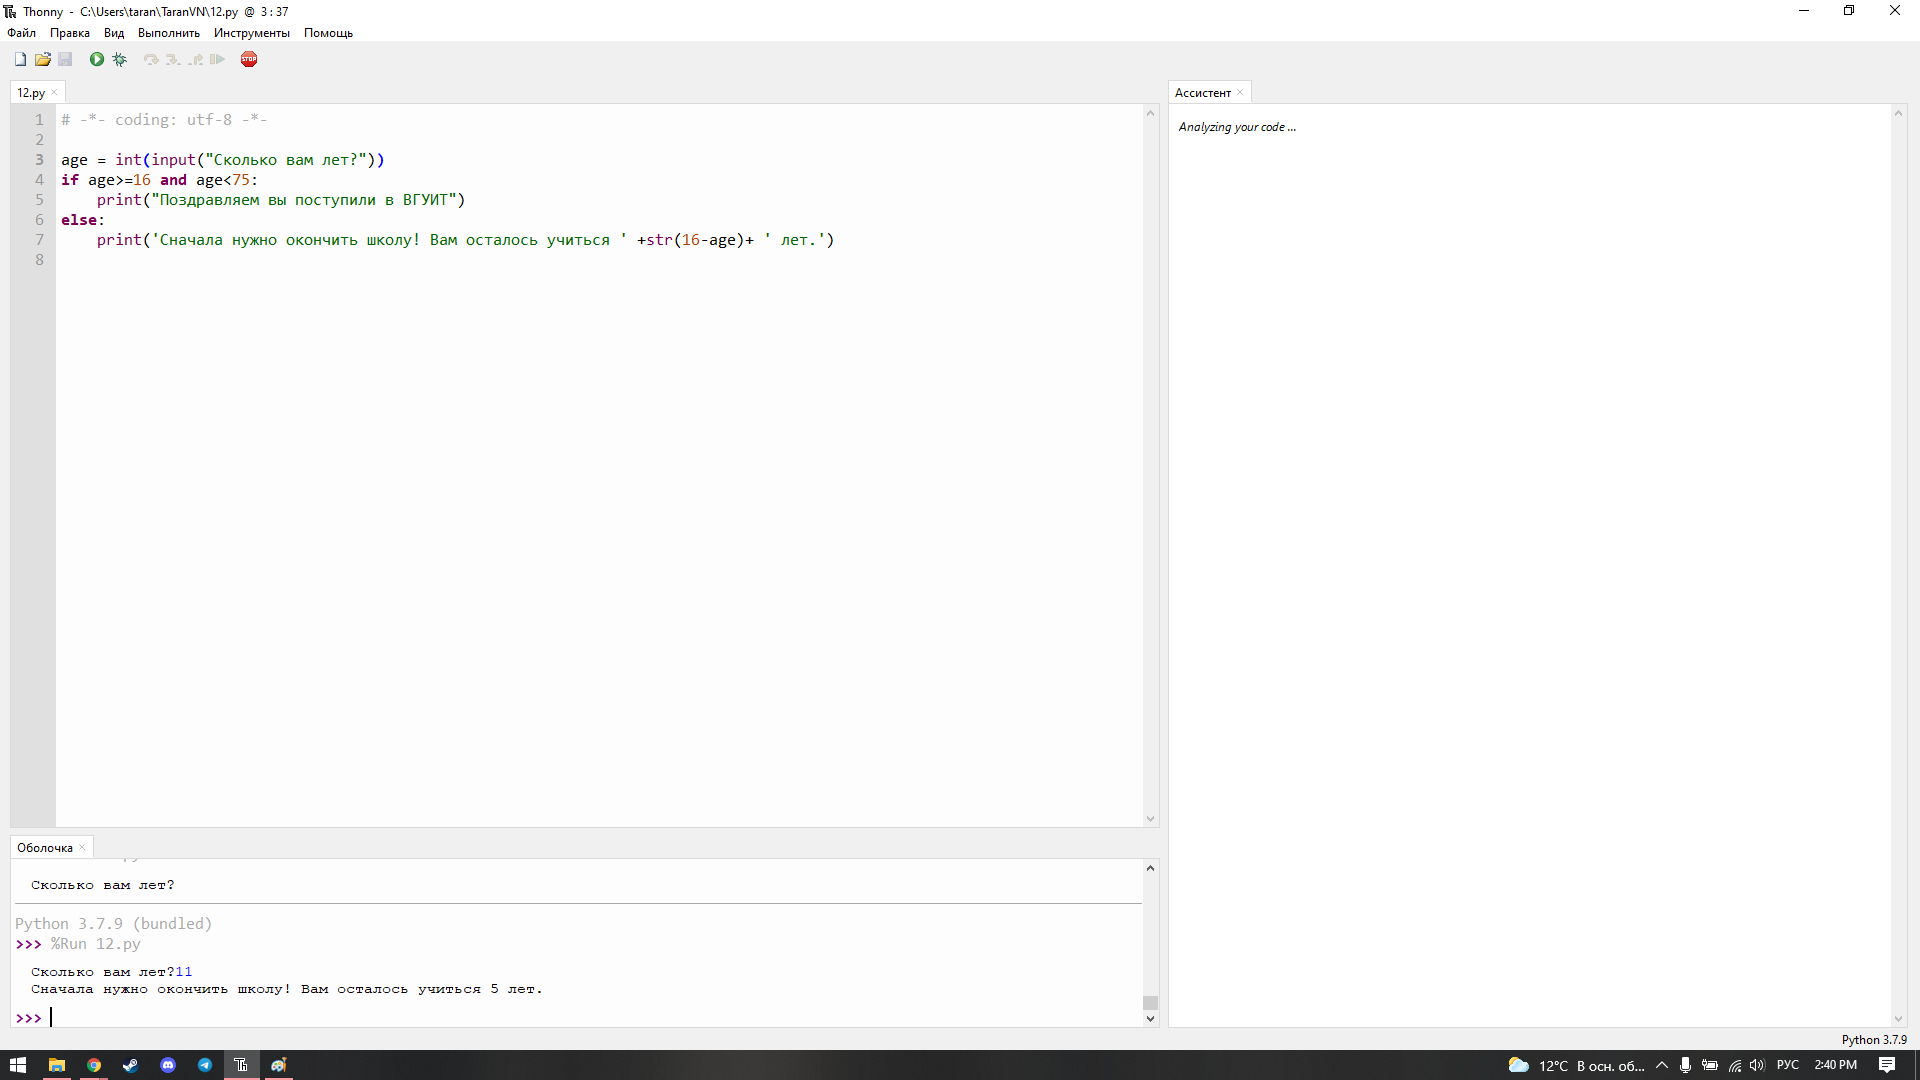 Thonny - C:\Users\taran\TaranVN\12.py @ 3:37
Файл Правка Вид Выполнить Инструменты Помощь
STOP
12.py
1 # -*- coding: utf-8 -*-
2
3 age = int(input("Сколько вам лет?"))
4 if age>=16 and age<75:
5 print("Поздравляем вы поступили в ВГУИТ")
6 else:
7 print('Сначала нужно окончить школу! Вам осталось учиться ' +str(16-age)+ ' лет.')
8
Ассистент
Analyzing your code ...
Оболочка
Сколько вам лет?
Python 3.7.9 (bundled)
>>> %Run 12.py
Сколько вам лет?11
Сначала нужно окончить школу! Вам осталось учиться 5 лет.
>>>
Python 3.7.9
12°C В осн. об... РУС 2:40 PM